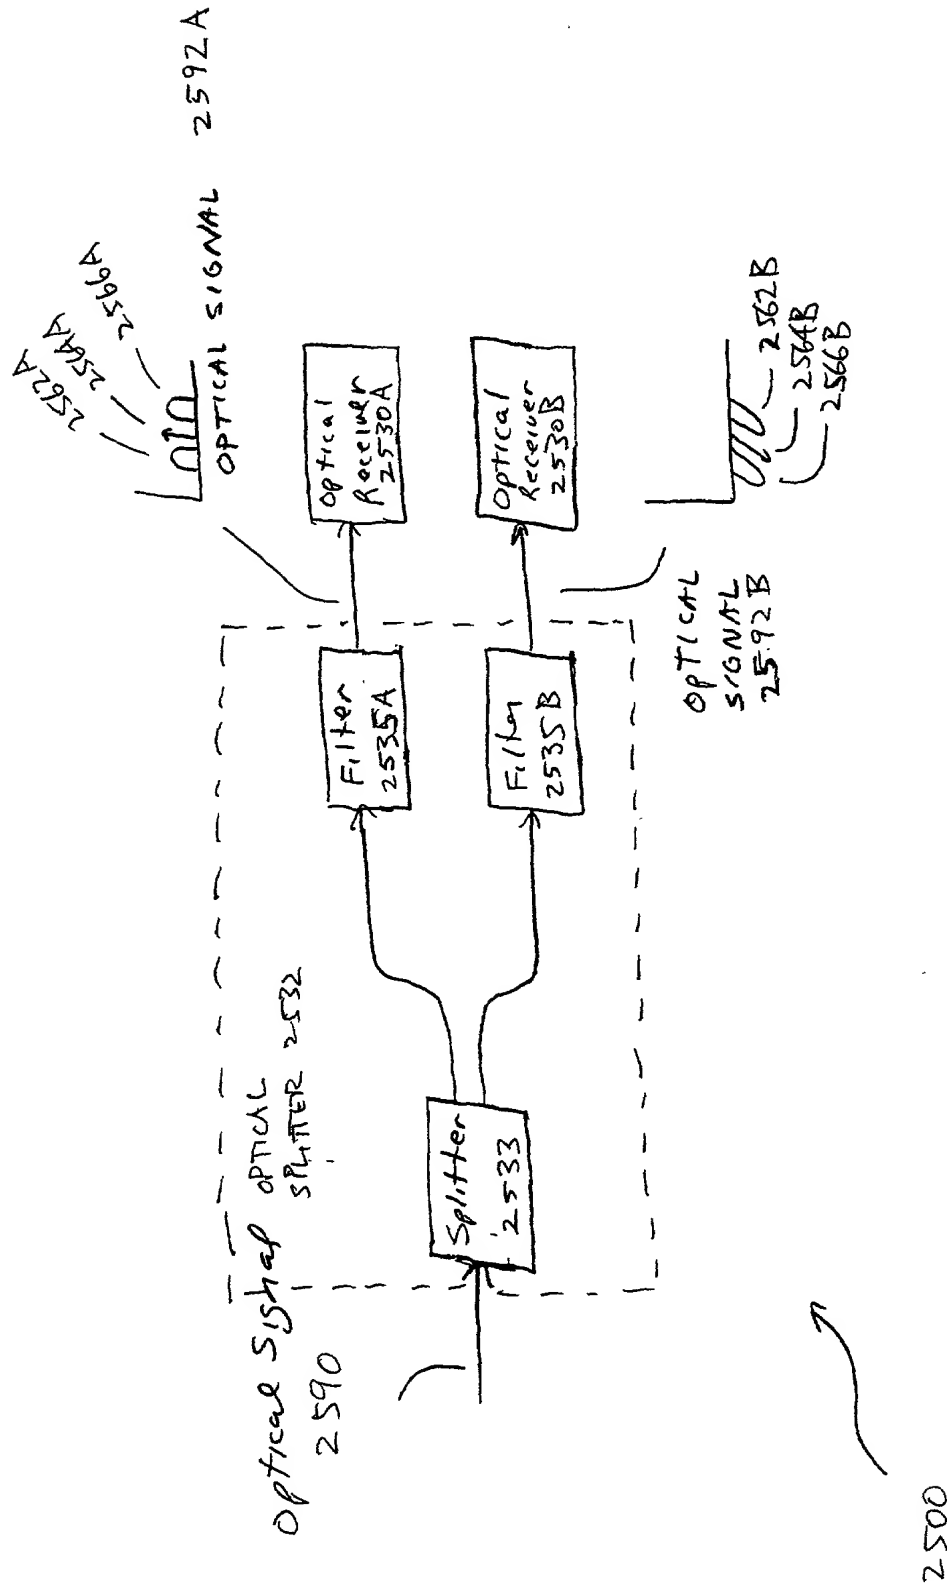 2562A
2564A
2566A
OPTICAL SIGNAL 2592A
Optical
Receiver
2530A
Filter
2535A
OPTICAL
SPLITTER 2532
Optical Signal
2590
Splitter
2533
Filter
2535B
Optical
Receiver
2530B
OPTICAL
SIGNAL
2592B
2562B
2564B
2566B
2500